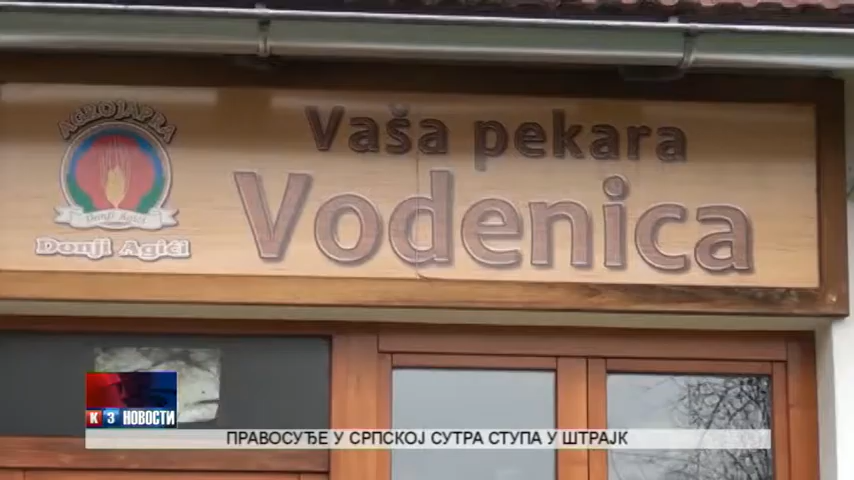 AGROJAPRA
Donji Agići
Donji Agići
Vaša pekara
Vodenica
К3 НОВОСТИ
ПРАВОСУЂЕ У СРПСКОЈ СУТРА СТУПА У ШТРАЈК